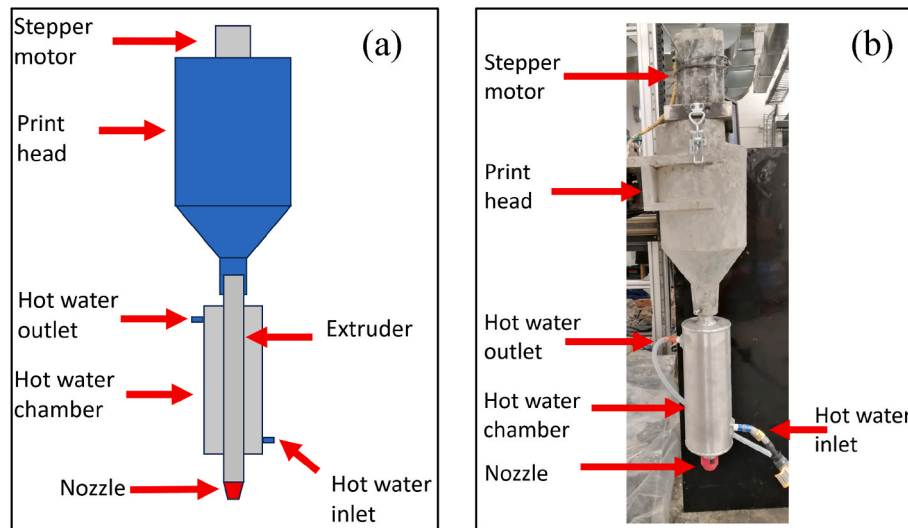 Stepper
motor
(a)
Print
head
Hot water
outlet
Extruder
Hot water
chamber
Nozzle
Hot water
inlet
(b)
Stepper
motor
Print
head
Hot water
outlet
Hot water
chamber
Hot water
inlet
Nozzle